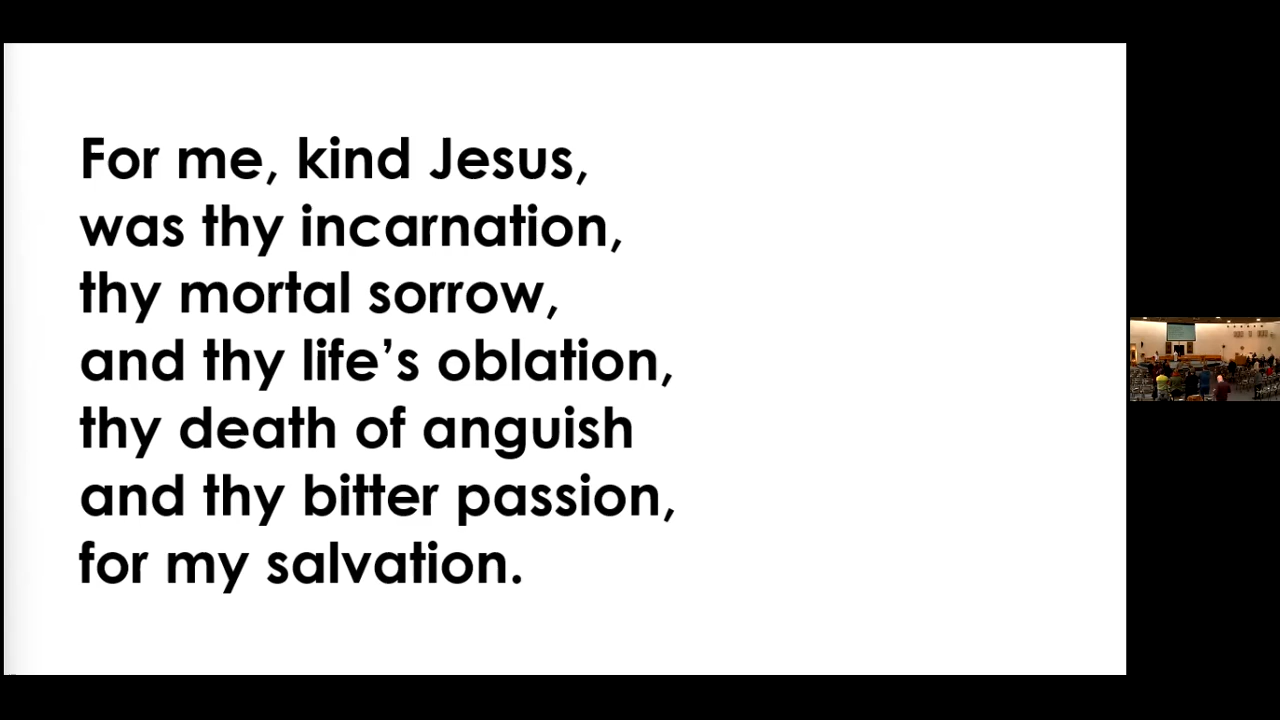 For me, kind Jesus,
was thy incarnation,
thy mortal sorrow,
and thy life’s oblation,
thy death of anguish
and thy bitter passion,
for my salvation.